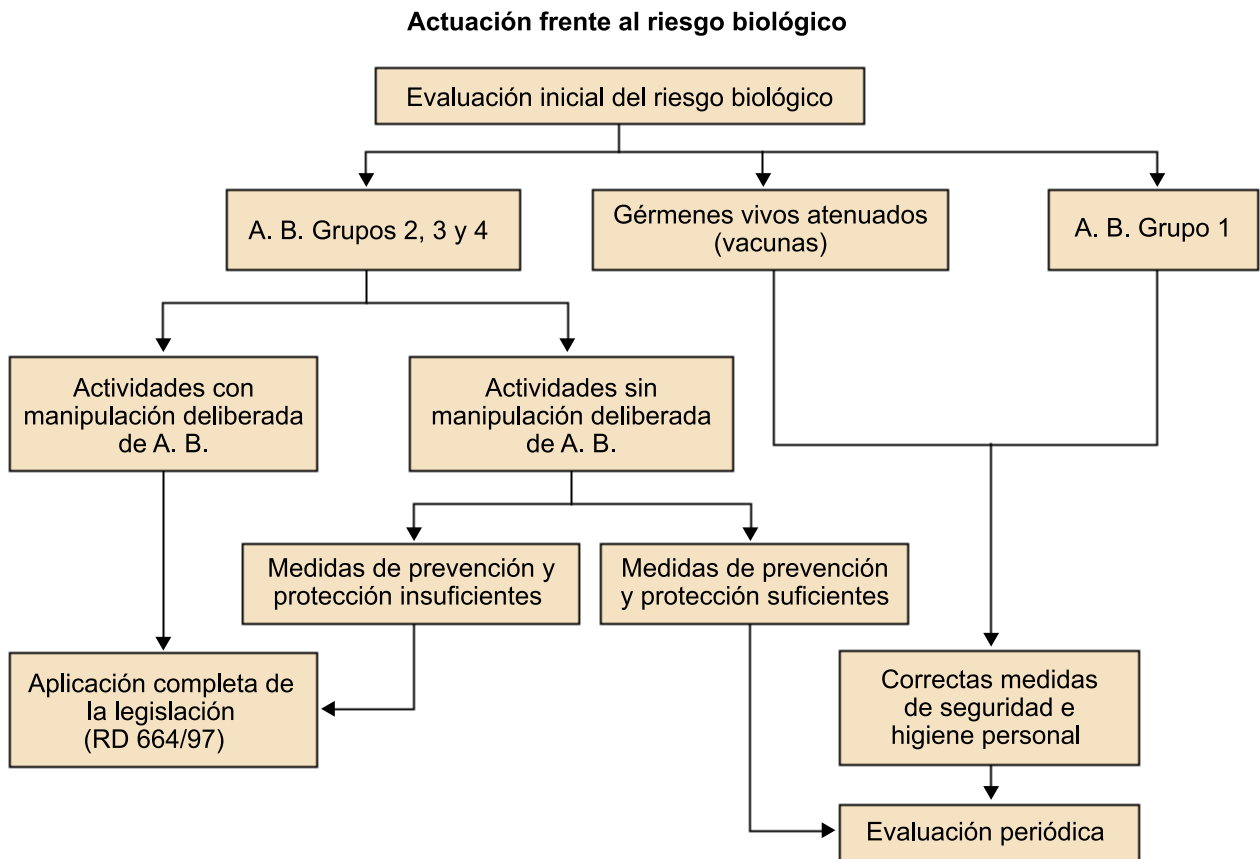 Actuación frente al riesgo biológico
Evaluación inicial del riesgo biológico
A. B. Grupos 2, 3 y 4
Gérmenes vivos atenuados
(vacunas)
A. B. Grupo 1
Actividades con
manipulación deliberada
de A. B.
Actividades sin
manipulación deliberada
de A. B.
Medidas de prevención y
protección insuficientes
Medidas de prevención
y protección suficientes
Aplicación completa de
la legislación
(RD 664/97)
Correctas medidas
de seguridad e
higiene personal
Evaluación periódica